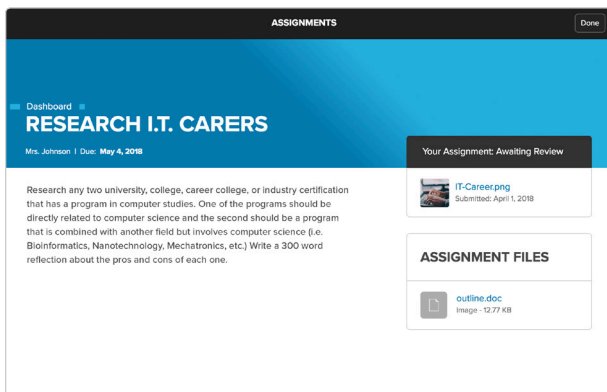 ASSIGNMENTS
Done
Dashboard
RESEARCH I.T. CARERS
Mrs. Johnson | Due: May 4, 2018
Your Assignment: Awaiting Review
IT-Career.png
Submitted: April 1, 2018
Research any two university, college, career college, or industry certification
that has a program in computer studies. One of the programs should be
directly related to computer science and the second should be a program
that is combined with another field but involves computer science (i.e.
Bioinformatics, Nanotechnology, Mechatronics, etc.) Write a 300 word
reflection about the pros and cons of each one.
ASSIGNMENT FILES
outline.doc
Image - 12.77 KB